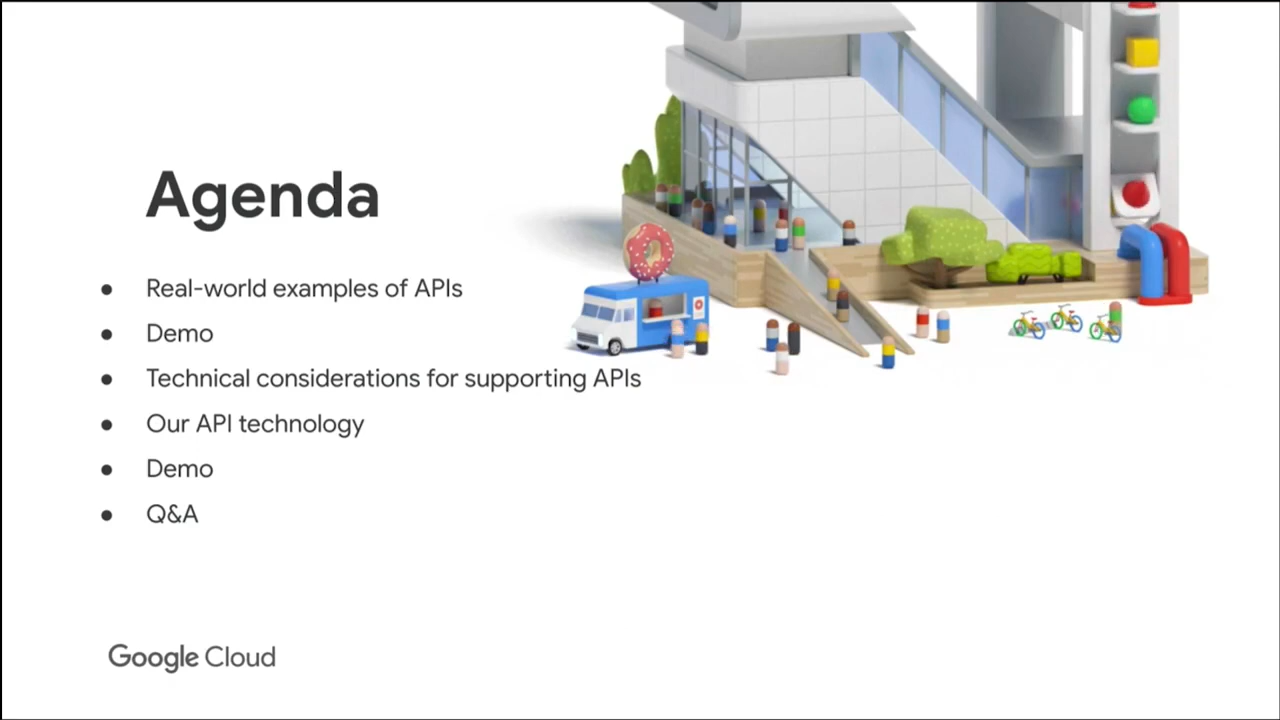 Agenda
● Real-world examples of APIs
● Demo
● Technical considerations for supporting APIs
● Our API technology
● Demo
● Q&A
Google Cloud